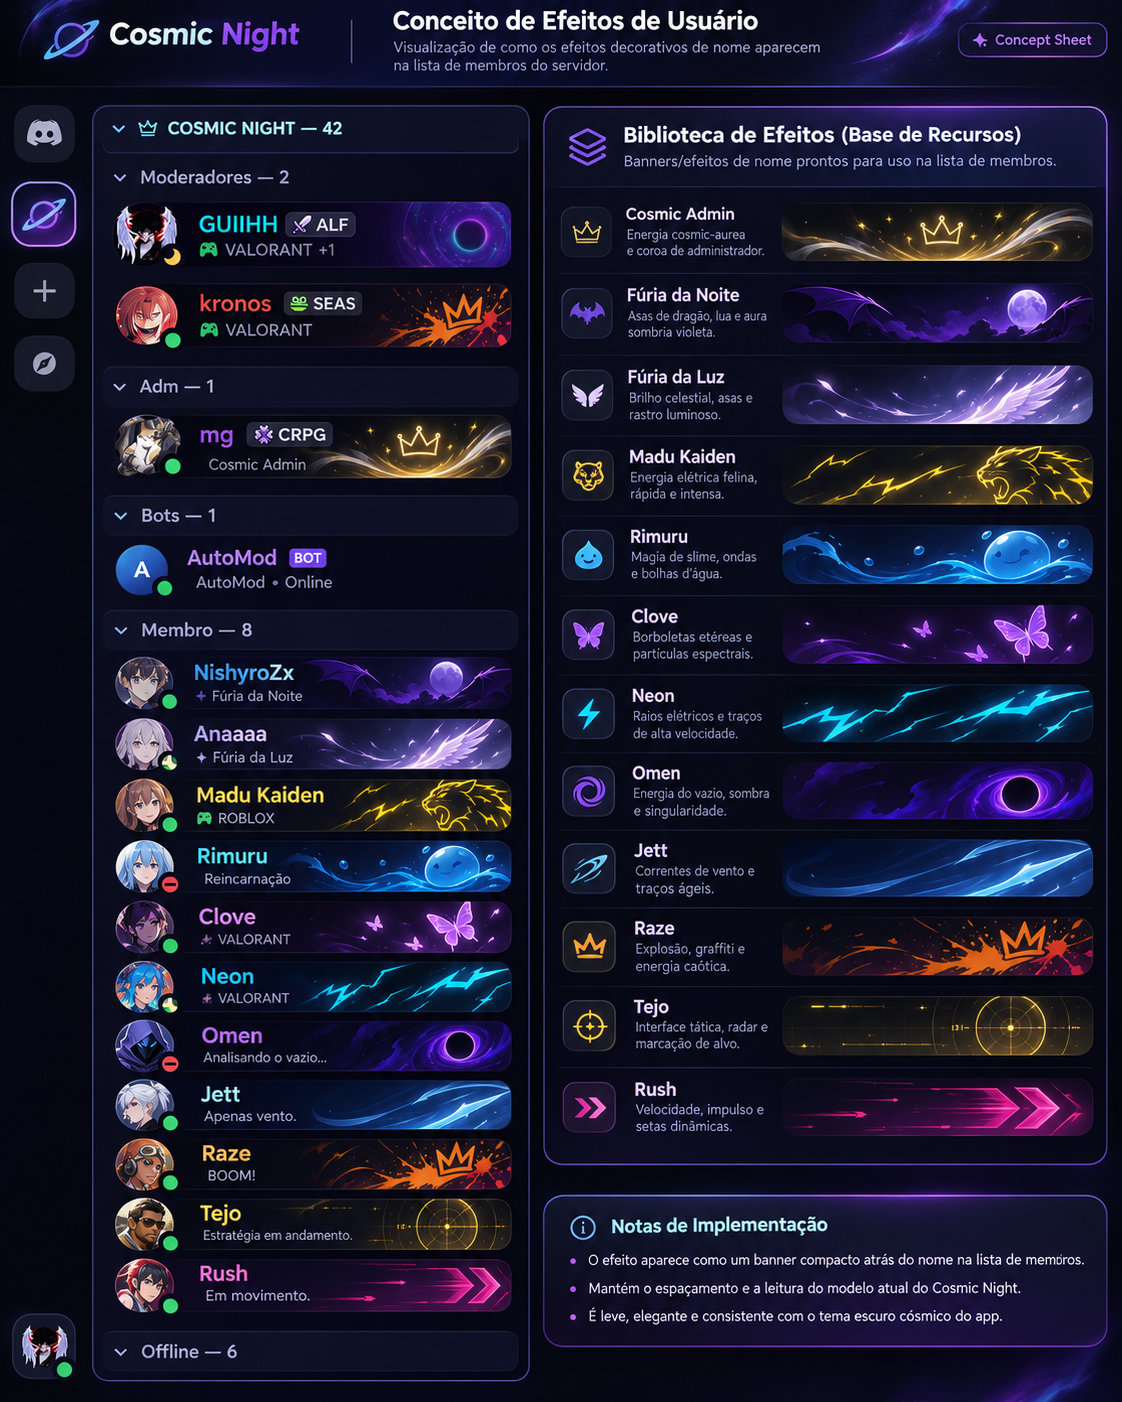 Cosmic Night
Conceito de Efeitos de Usuário
Visualização de como os efeitos decorativos de nome aparecem
na lista de membros do servidor.
Concept Sheet
COSMIC NIGHT — 42
Moderadores — 2
GUIIHH ALF
VALORANT +1
kronos SEAS
VALORANT
Adm — 1
mg CRPG
Cosmic Admin
Bots — 1
A
AutoMod BOT
AutoMod • Online
Membro — 8
NishyroZx
Fúria da Noite
Anaaaa
Fúria da Luz
Madu Kaiden
ROBLOX
Rimuru
Reincarnação
Clove
VALORANT
Neon
VALORANT
Omen
Analisando o vazio...
Jett
Apenas vento.
Raze
BOOM!
Tejo
Estratégia em andamento.
Rush
Em movimento.
Offline — 6
Biblioteca de Efeitos (Base de Recursos)
Banners/efeitos de nome prontos para uso na lista de membros.
Cosmic Admin
Energia cosmic-aurea
e coroa de administrador.
Fúria da Noite
Asas de dragão, lua e aura
sombria violeta.
Fúria da Luz
Brilho celestial, asas e
rastro luminoso.
Madu Kaiden
Energia elétrica felina,
rápida e intensa.
Rimuru
Magia de slime, ondas
e bolhas d'água.
Clove
Borboletas etéreas e
partículas espectrais.
Neon
Raios elétricos e traços
de alta velocidade.
Omen
Energia do vazio, sombra
e singularidade.
Jett
Correntes de vento e
traços ágeis.
Raze
Explosão, graffiti e
energia caótica.
Tejo
Interface tática, radar e
marcação de alvo.
Rush
Velocidade, impulso e
setas dinâmicas.
Notas de Implementação
• O efeito aparece como um banner compacto atrás do nome na lista de membros.
• Mantém o espaçamento e a leitura do modelo atual do Cosmic Night.
• É leve, elegante e consistente com o tema escuro cósmico do app.